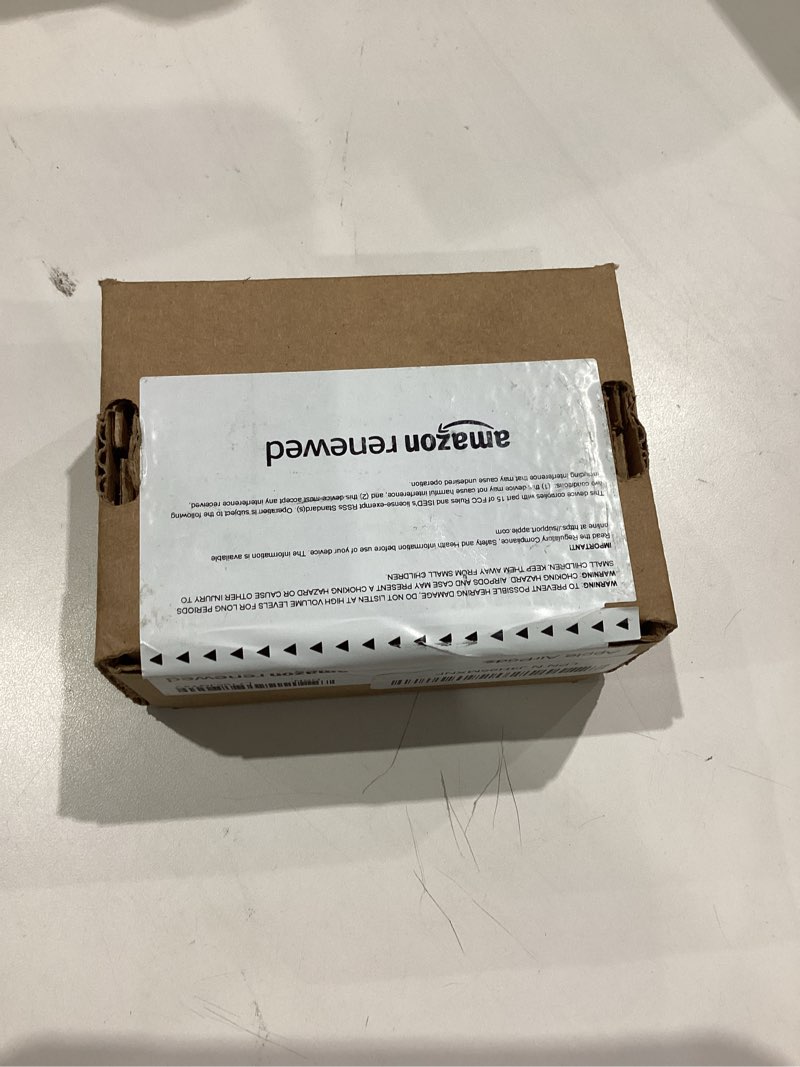 WARNING: TO PREVENT POSSIBLE HEARING DAMAGE, DO NOT LISTEN AT HIGH VOLUME LEVELS FOR LONG PERIODS
WARNING: CHOKING HAZARD. AIRPODS AND CASE MAY PRESENT A CHOKING HAZARD OR CAUSE OTHER INJURY TO
SMALL CHILDREN. KEEP THEM AWAY FROM SMALL CHILDREN.
IMPORTANT!
Read the Regulatory, Compliance, Safety and Health Information before use of your device. The information is available
online at https://support.apple.com
This device complies with part 15 of FCC Rules and ISED's license-exempt RSSs Standard(s). Operation is subject to the following
two conditions: (1) this device may not cause harmful interference, and (2) this device must accept any interference received,
including interference that may cause undesired operation.
amazon renewed
amazon renewed
Apple AirPods